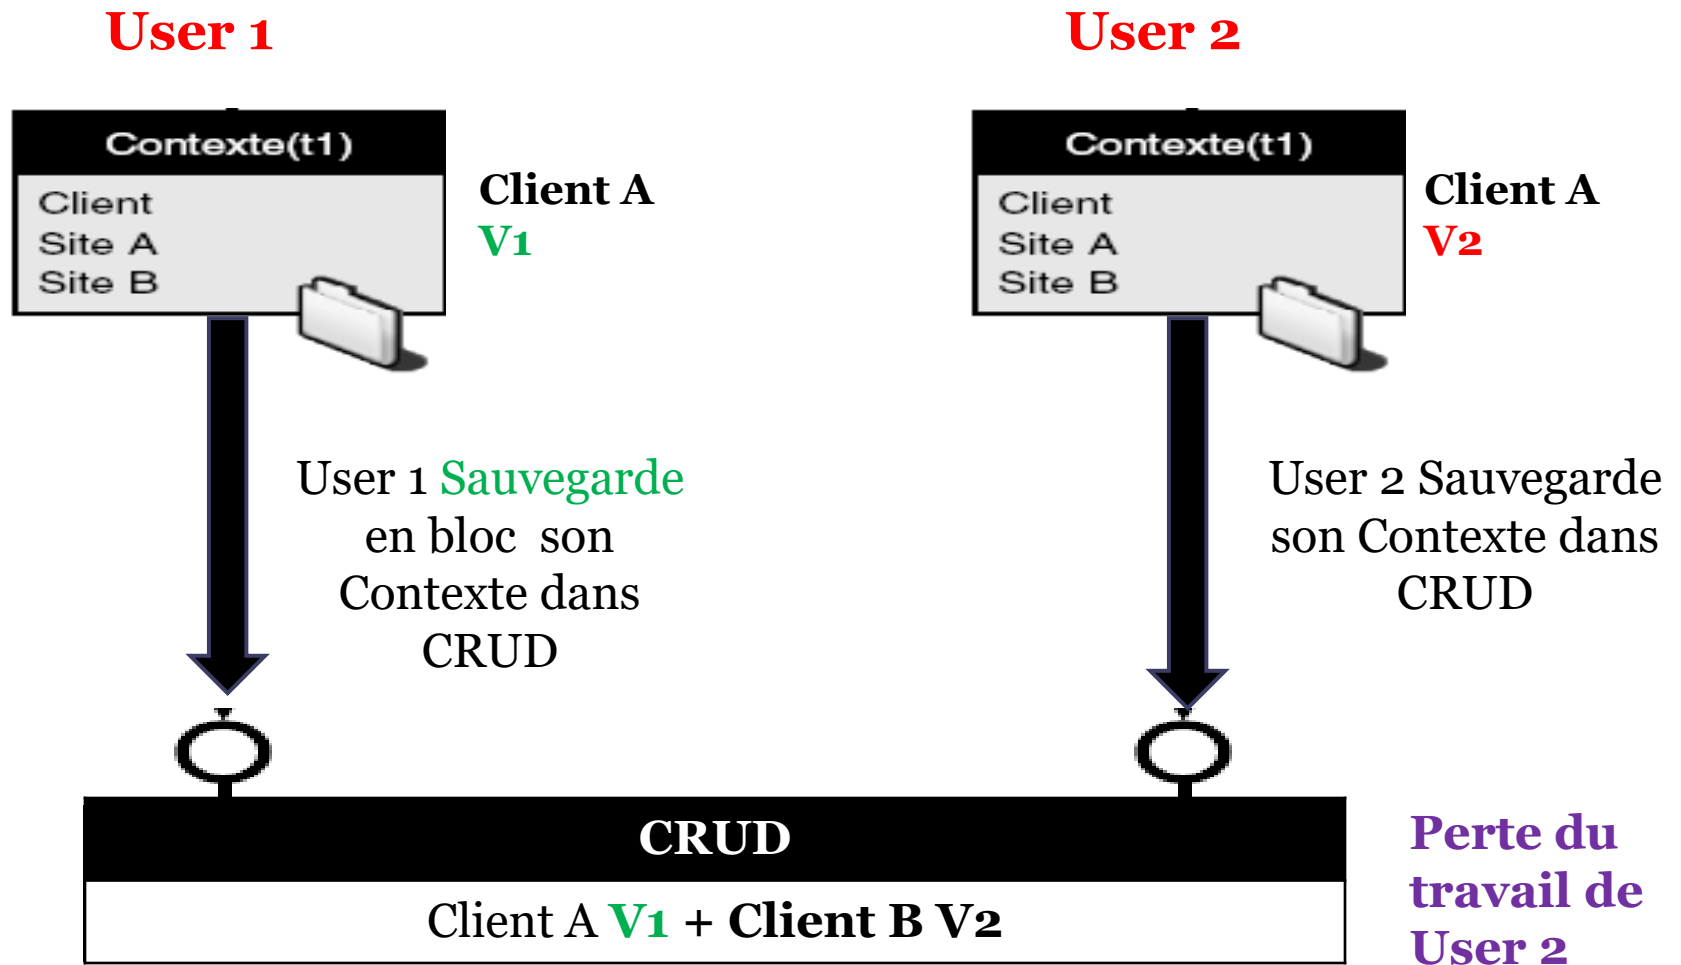 User 1
User 2
Contexte(t1)
Client
Site A
Site B
Client A
V1
Contexte(t1)
Client
Site A
Site B
Client A
V2
User 1 Sauvegarde
en bloc son
Contexte dans
CRUD
User 2 Sauvegarde
son Contexte dans
CRUD
CRUD
Client A V1 + Client B V2
Perte du
travail de
User 2